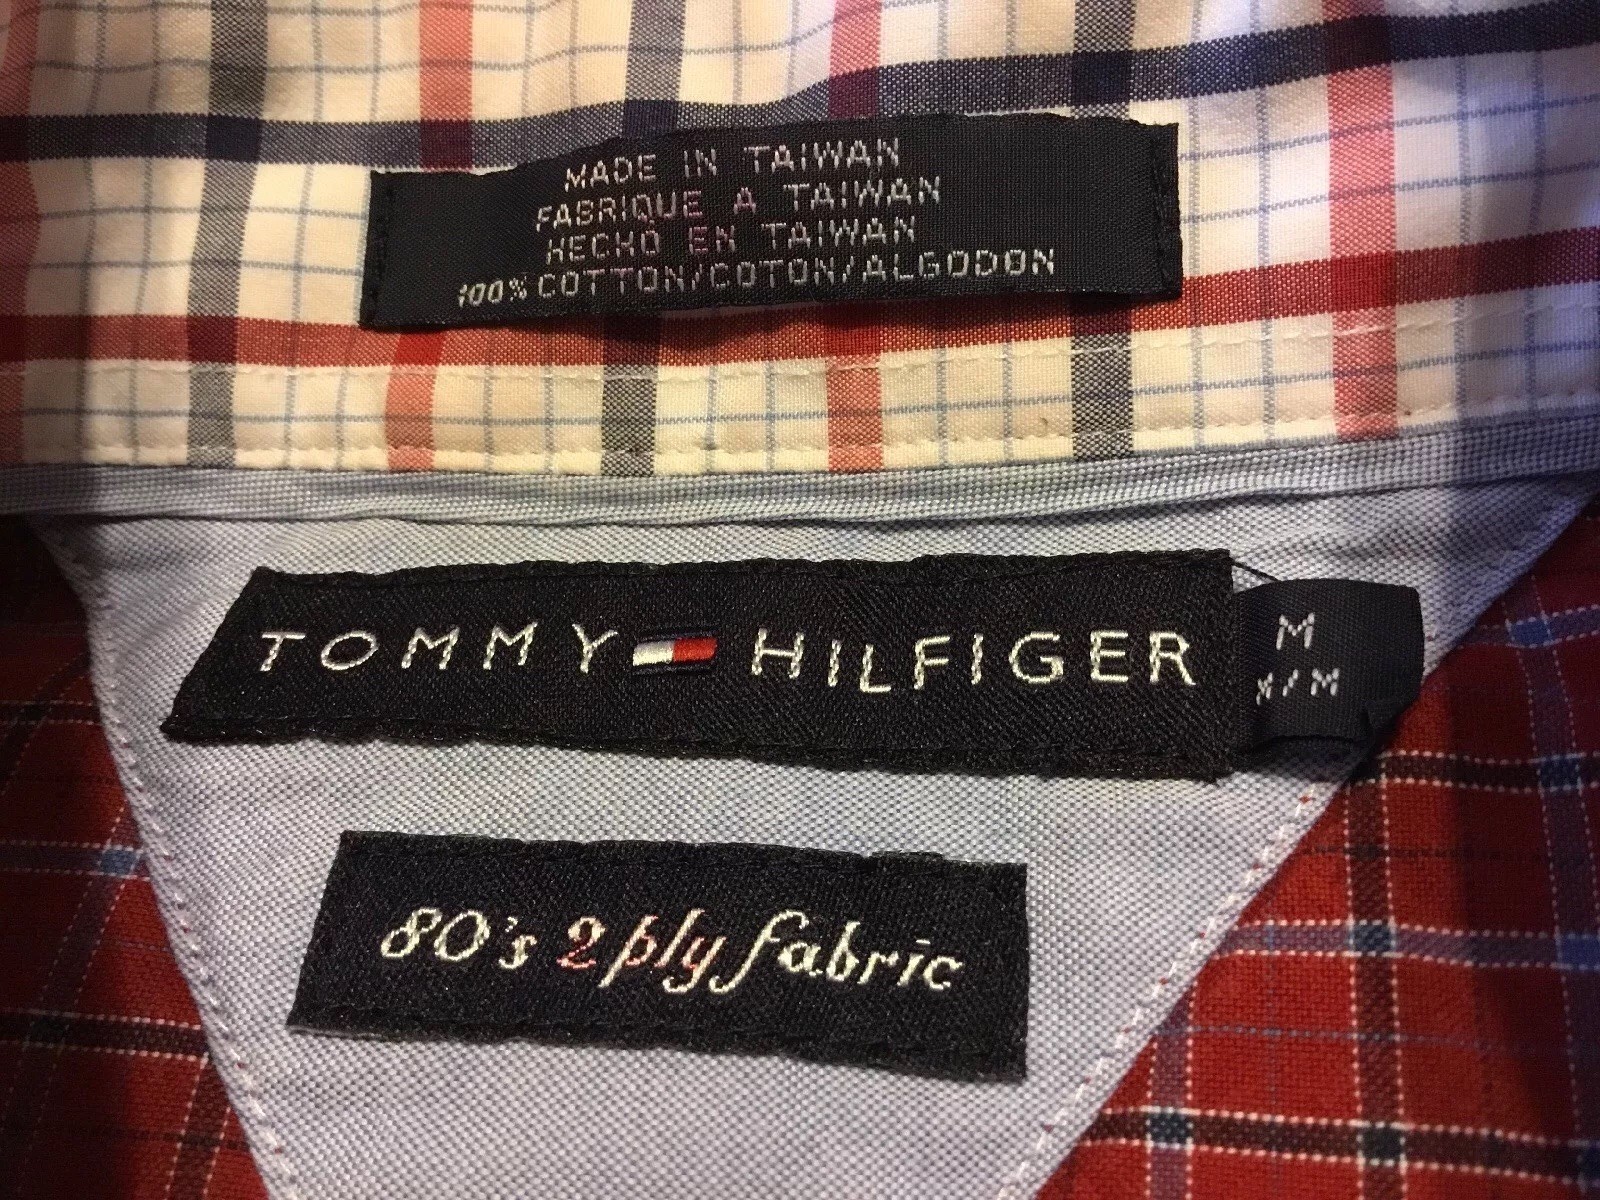 MADE IN TAIWAN
FABRIQUE A TAIWAN
HECHO EN TAIWAN
100% COTTON/COTON/ALGODON
TOMMY HILFIGER
M
M/M
80's 2 ply fabric